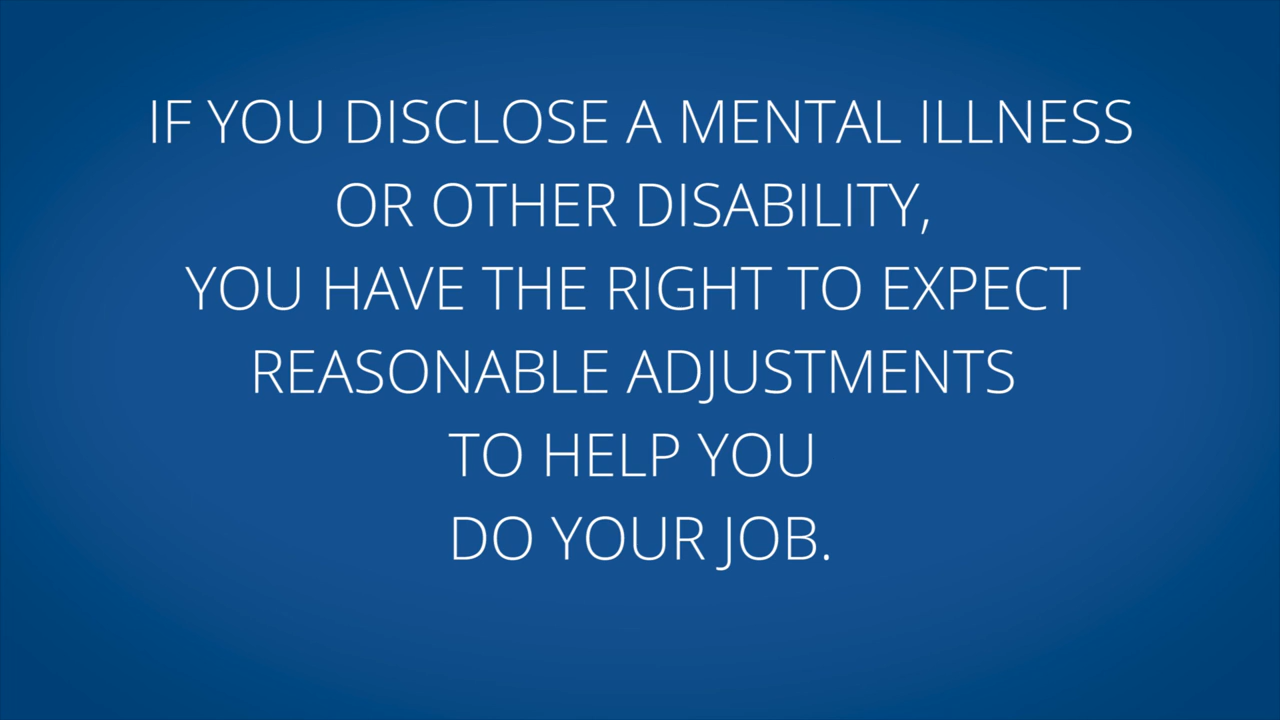 IF YOU DISCLOSE A MENTAL ILLNESS
OR OTHER DISABILITY,
YOU HAVE THE RIGHT TO EXPECT
REASONABLE ADJUSTMENTS
TO HELP YOU
DO YOUR JOB.